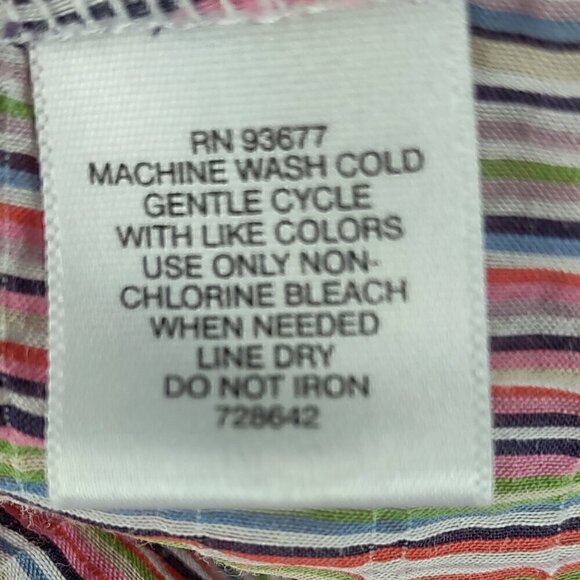 RN 93677
MACHINE WASH COLD
GENTLE CYCLE
WITH LIKE COLORS
USE ONLY NON-
CHLORINE BLEACH
WHEN NEEDED
LINE DRY
DO NOT IRON
728642